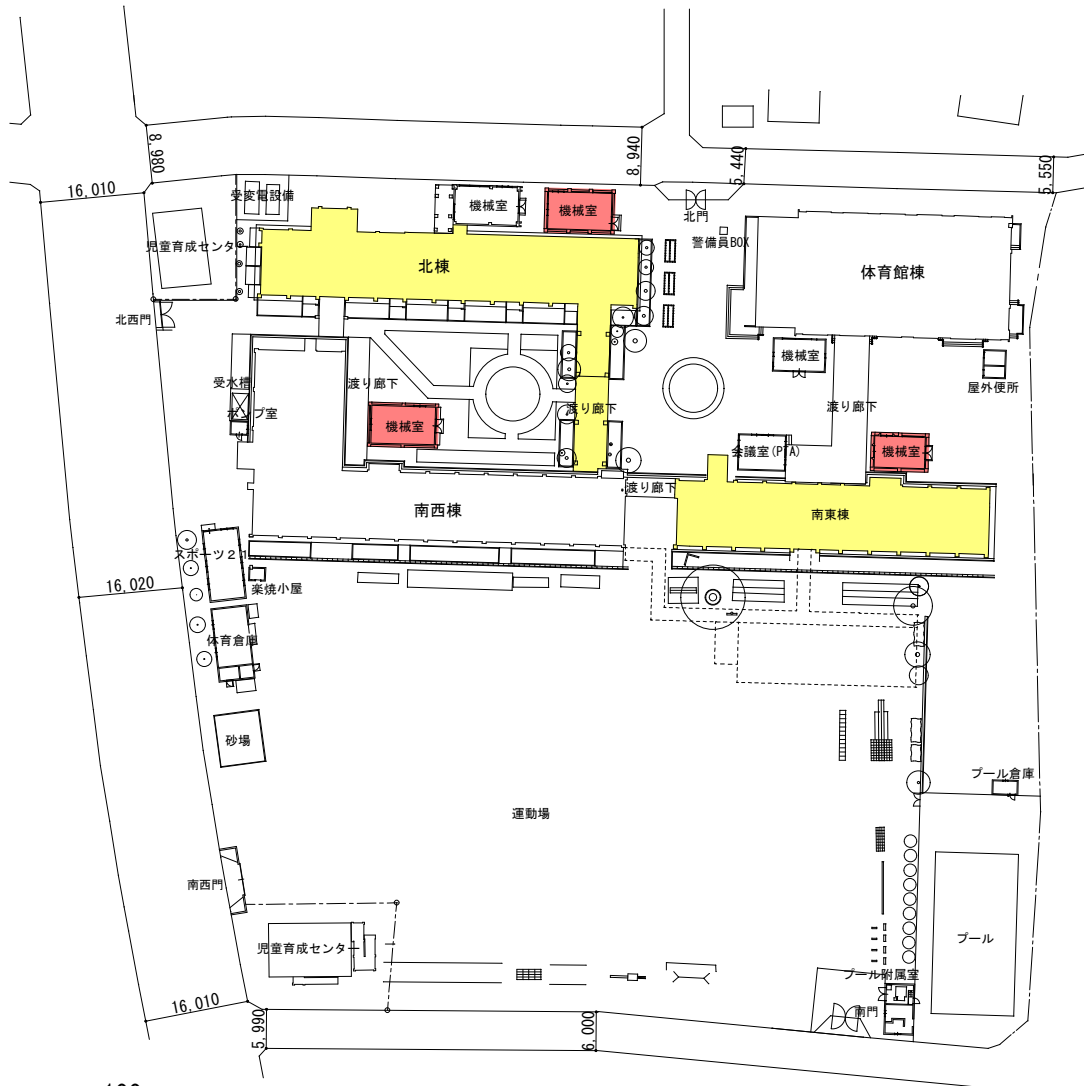 8,980
8,940
5,440
5,550
16,010
受変電設備
機械室
機械室
北門
児童育成センター
警備員BOX
北棟
体育館棟
北西門
機械室
受水槽
渡り廊下
屋外便所
ポンプ室
渡り廊下
渡り廊下
機械室
会議室(PTA)
機械室
渡り廊下
南西棟
南東棟
スポーツ21
16,020
楽焼小屋
体育倉庫
砂場
プール倉庫
運動場
南西門
児童育成センター
プール
プール附属室
16,010
南門
5,990
6,000